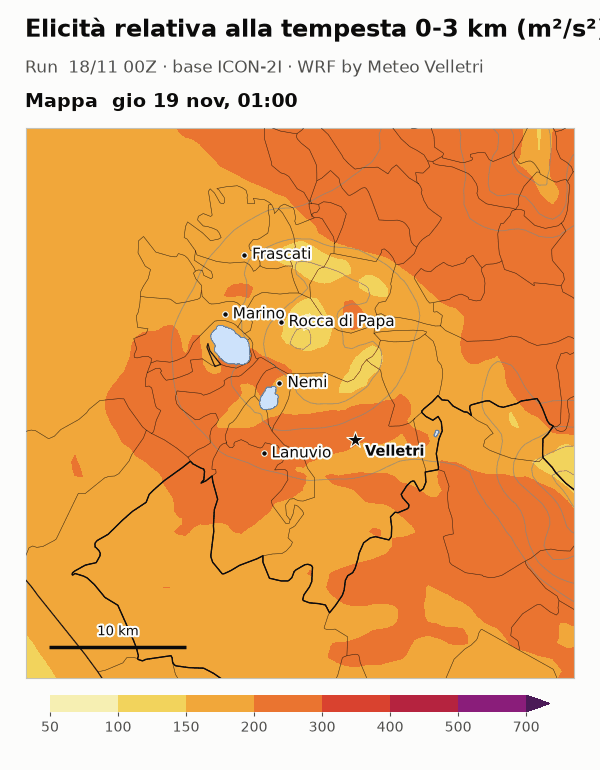 Elicità relativa alla tempesta 0-3 km (m²/s²)
Run 18/11 00Z · base ICON-2I · WRF by Meteo Velletri
Mappa gio 19 nov, 01:00
Frascati
Marino
Rocca di Papa
Nemi
Velletri
Lanuvio
10 km
50 100 150 200 300 400 500 700